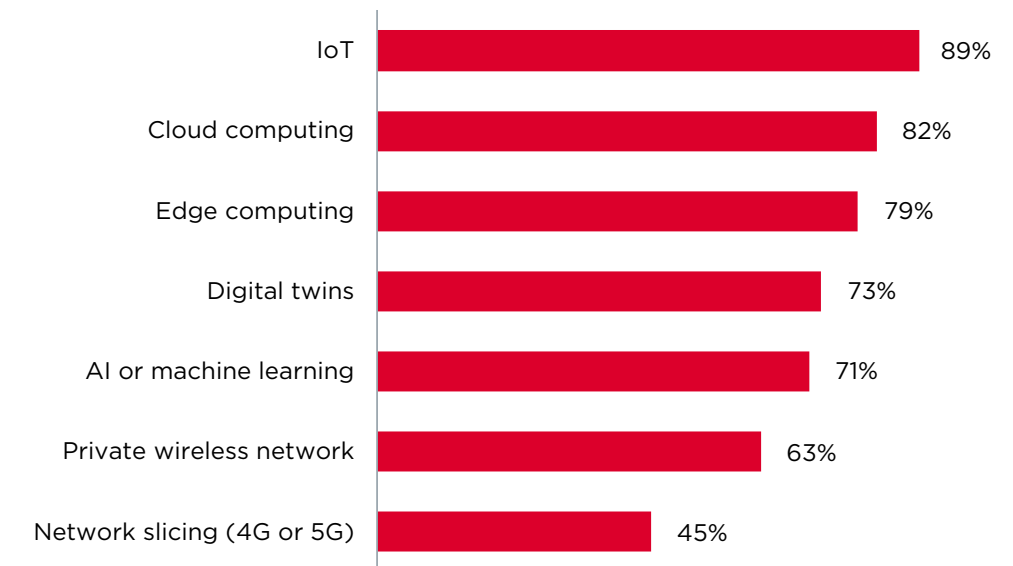 IoT 89%
Cloud computing 82%
Edge computing 79%
Digital twins 73%
AI or machine learning 71%
Private wireless network 63%
Network slicing (4G or 5G) 45%